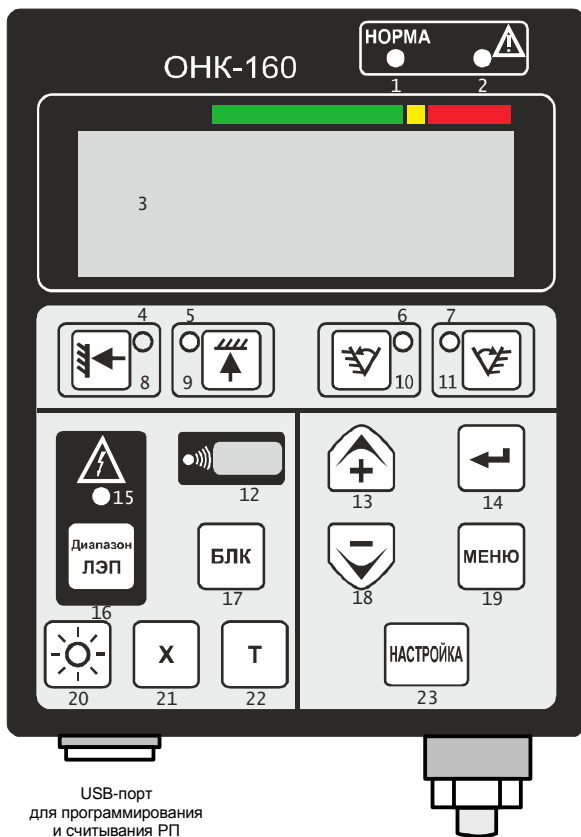 НОРМА
ОНК-160
1 2
3
4 5 6 7
8 9 10 11
15
12
13
14
Диапазон
ЛЭП
БЛК
МЕНЮ
16
17
18
19
X
T
НАСТРОЙКА
20 21 22
23
USB-порт
для программирования
и считывания РП